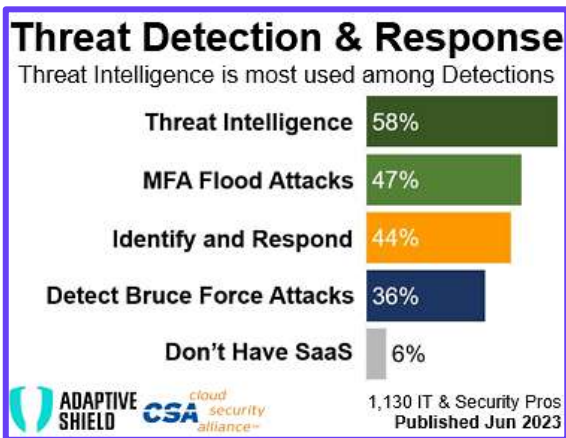 Threat Detection & Response
Threat Intelligence is most used among Detections
Threat Intelligence 58%
MFA Flood Attacks 47%
Identify and Respond 44%
Detect Bruce Force Attacks 36%
Don't Have SaaS 6%
ADAPTIVE
SHIELD
CSA cloud
security
alliance
1,130 IT & Security Pros
Published Jun 2023